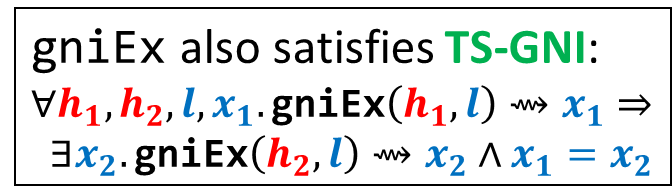 gniEx also satisfies TS-GNI:
∀h₁, h₂, l, x₁. gniEx(h₁, l) ⇝ x₁ ⇒
∃x₂. gniEx(h₂, l) ⇝ x₂ ∧ x₁ = x₂